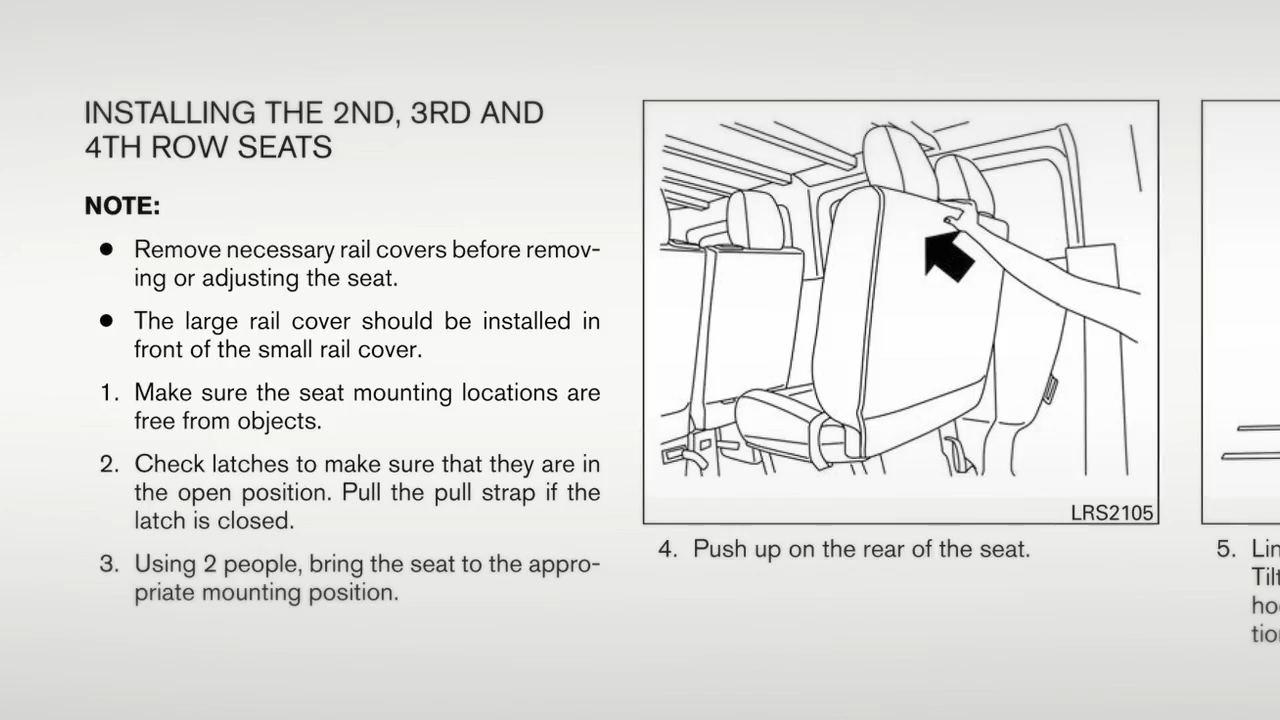 INSTALLING THE 2ND, 3RD AND
4TH ROW SEATS
NOTE:
● Remove necessary rail covers before remov-
ing or adjusting the seat.
● The large rail cover should be installed in
front of the small rail cover.
1. Make sure the seat mounting locations are
free from objects.
2. Check latches to make sure that they are in
the open position. Pull the pull strap if the
latch is closed.
3. Using 2 people, bring the seat to the appro-
priate mounting position.
LRS2105
4. Push up on the rear of the seat.
5.